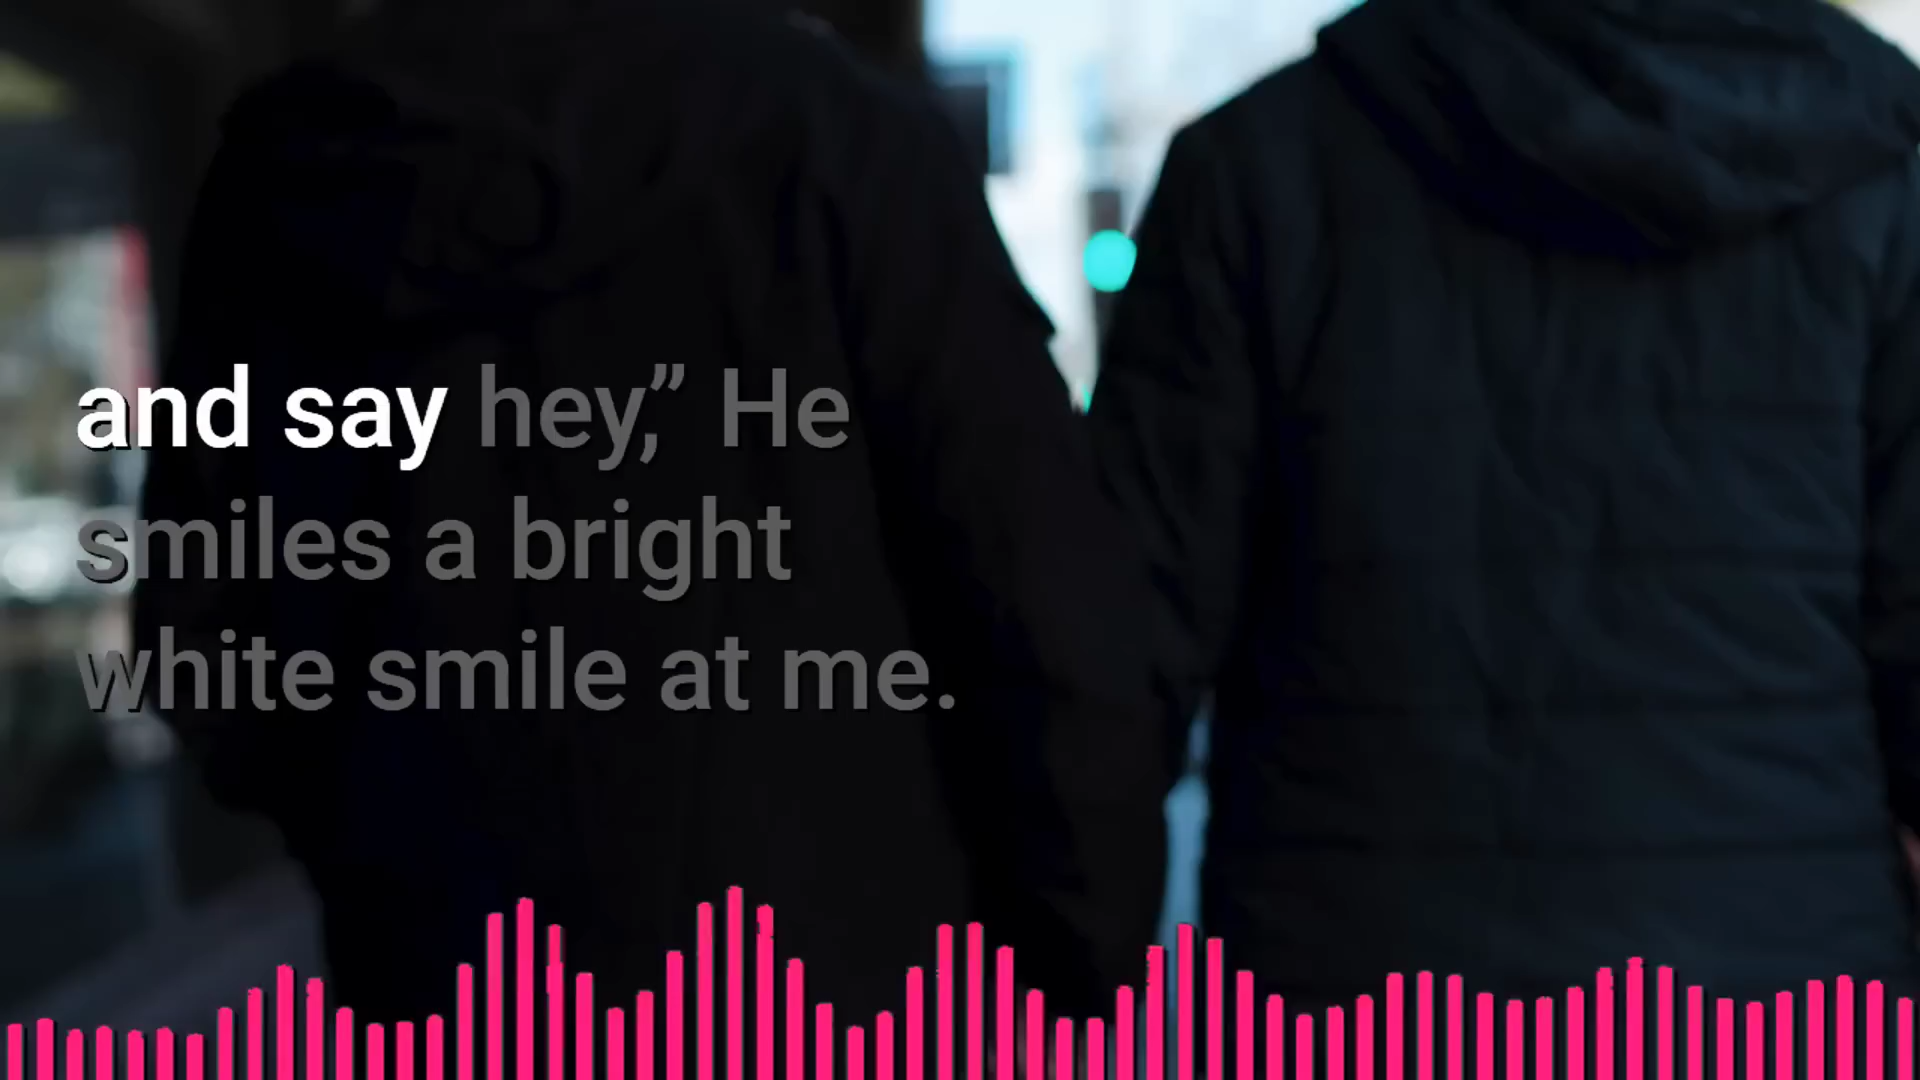 and say hey,” He
smiles a bright
white smile at me.